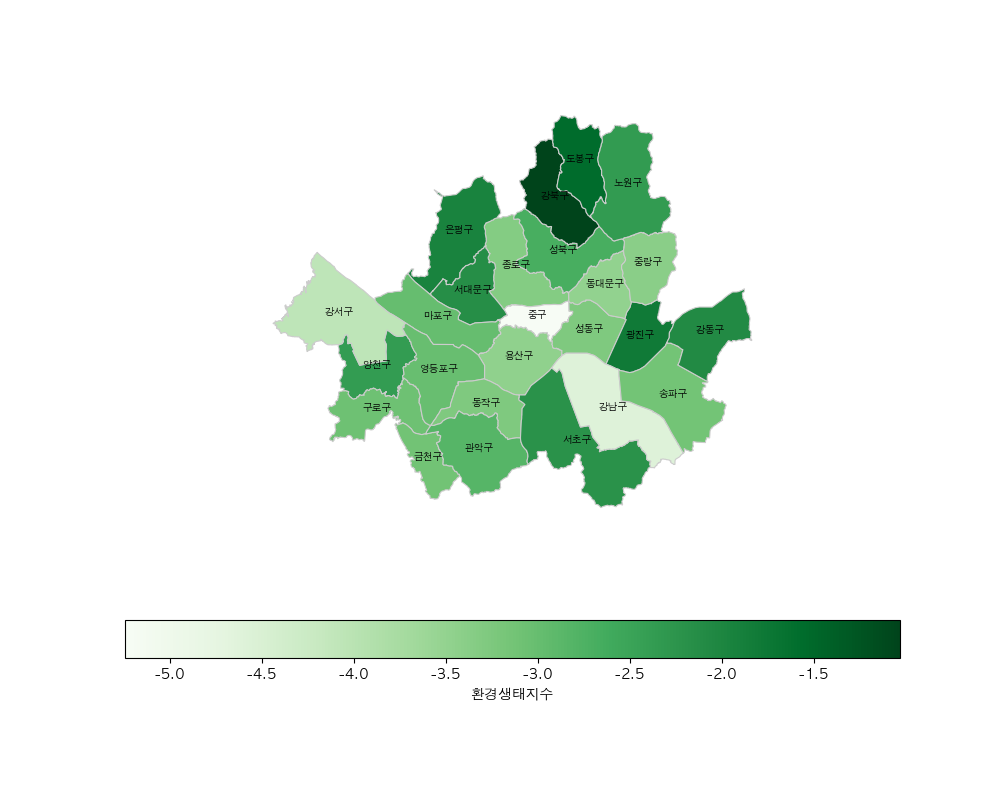 도봉구
노원구
강북구
은평구
성북구
중랑구
종로구
동대문구
서대문구
강서구
마포구
중구
성동구
광진구
강동구
용산구
양천구
영등포구
송파구
동작구
구로구
강남구
서초구
관악구
금천구
-5.0 -4.5 -4.0 -3.5 -3.0 -2.5 -2.0 -1.5
환경생태지수